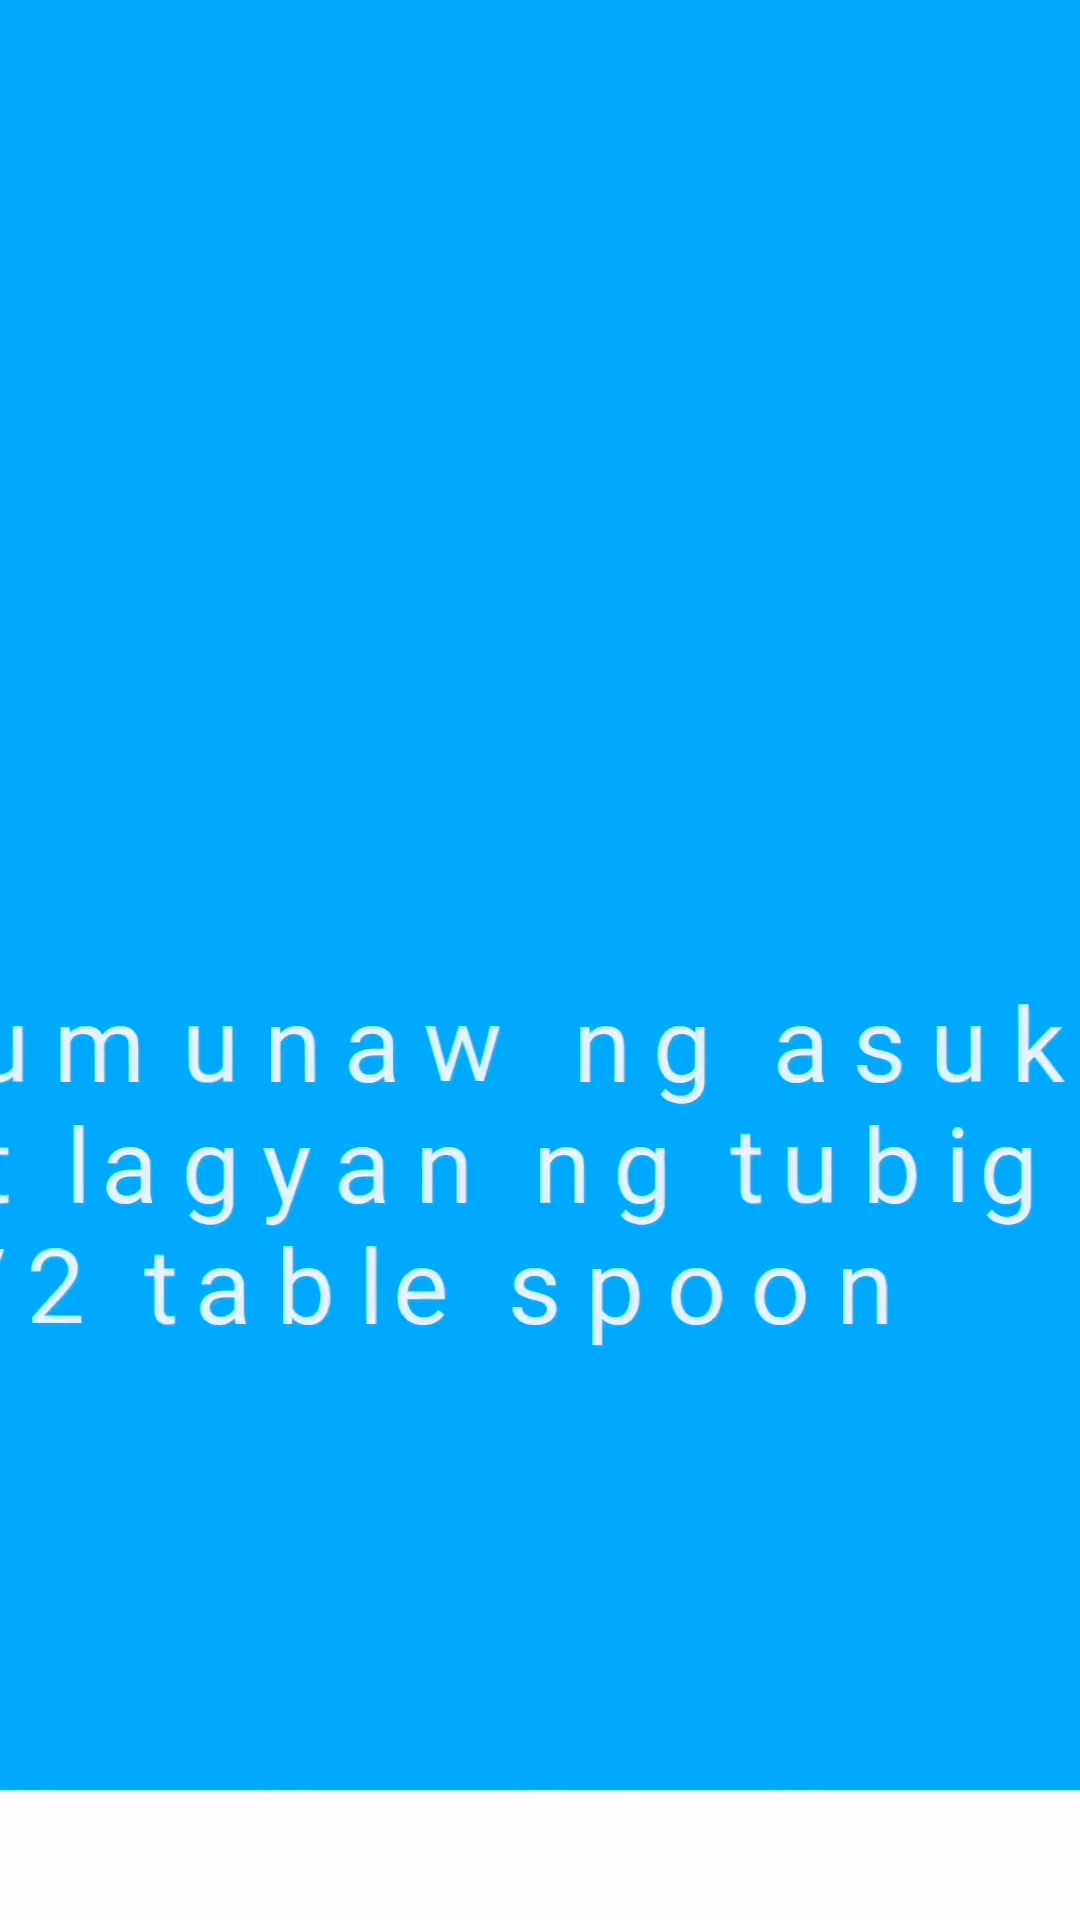 umunaw ng asuk
t lagyan ng tubig
/2 table spoon